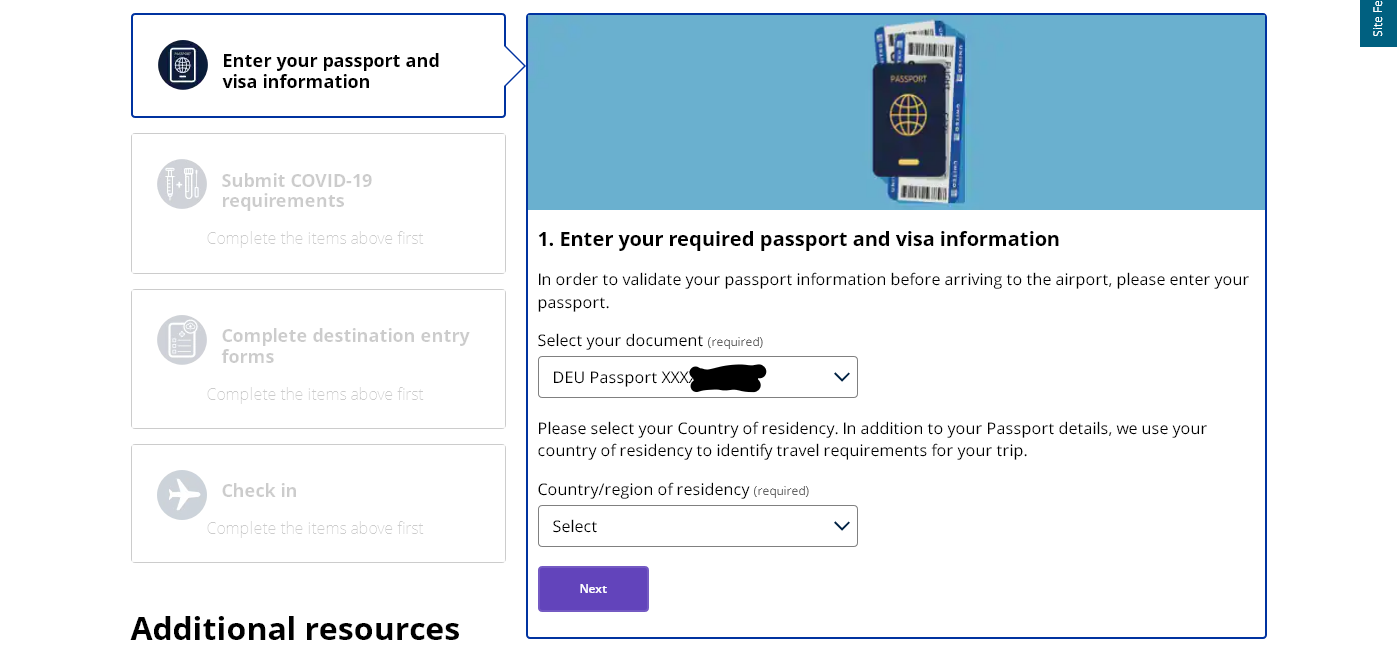 Enter your passport and
visa information
Submit COVID-19
requirements
Complete the items above first
Complete destination entry
forms
Complete the items above first
Check in
Complete the items above first
Additional resources
PASSPORT
UNITED
1. Enter your required passport and visa information
In order to validate your passport information before arriving to the airport, please enter your
passport.
Select your document (required)
DEU Passport XXX
Please select your Country of residency. In addition to your Passport details, we use your
country of residency to identify travel requirements for your trip.
Country/region of residency (required)
Select
Next
Site